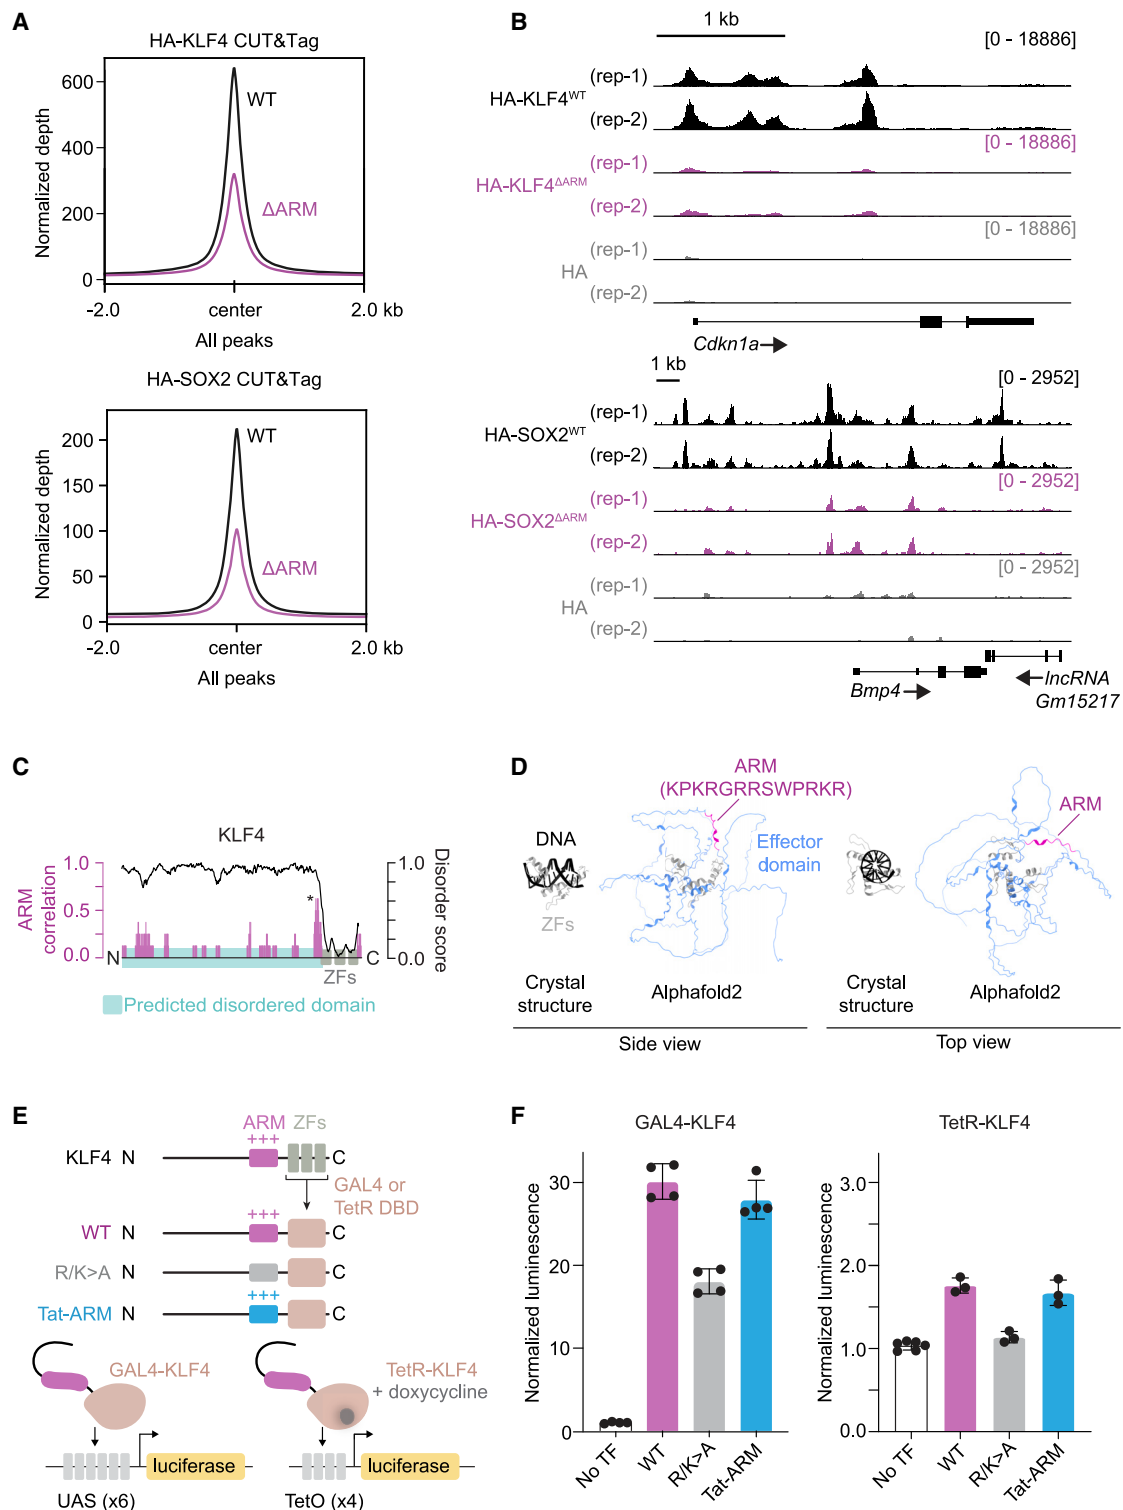 A
HA-KLF4 CUT&Tag
Normalized depth
600
400
200
0
WT
ΔARM
-2.0
center
2.0 kb
All peaks
HA-SOX2 CUT&Tag
Normalized depth
200
150
100
50
0
WT
ΔARM
-2.0
center
2.0 kb
All peaks
B
1 kb
[0 - 18886]
HA-KLF4WT
(rep-1)
(rep-2)
[0 - 18886]
HA-KLF4ΔARM
(rep-1)
(rep-2)
[0 - 18886]
HA
(rep-1)
(rep-2)
Cdkn1a
1 kb
[0 - 2952]
HA-SOX2WT
(rep-1)
(rep-2)
[0 - 2952]
HA-SOX2ΔARM
(rep-1)
(rep-2)
[0 - 2952]
HA
(rep-1)
(rep-2)
Bmp4
lncRNA
Gm15217
C
KLF4
ARM
correlation
1.0
0.5
0.0
*
1.0
0.0
Disorder score
N
C
ZFs
Predicted disordered domain
D
ARM
(KPKRGRRSWPRKR)
DNA
Effector
domain
ZFs
ARM
Crystal
structure
Alphafold2
Crystal
structure
Alphafold2
Side view
Top view
E
ARM
ZFs
+++
KLF4 N
C
GAL4 or
TetR DBD
+++
WT N
C
R/K>A N
C
+++
Tat-ARM N
C
GAL4-KLF4
TetR-KLF4
+ doxycycline
luciferase
luciferase
UAS (x6)
TetO (x4)
F
GAL4-KLF4
Normalized luminescence
30
20
10
0
No TF
WT
R/K>A
Tat-ARM
TetR-KLF4
Normalized luminescence
3.0
2.0
1.0
0.0
No TF
WT
R/K>A
Tat-ARM